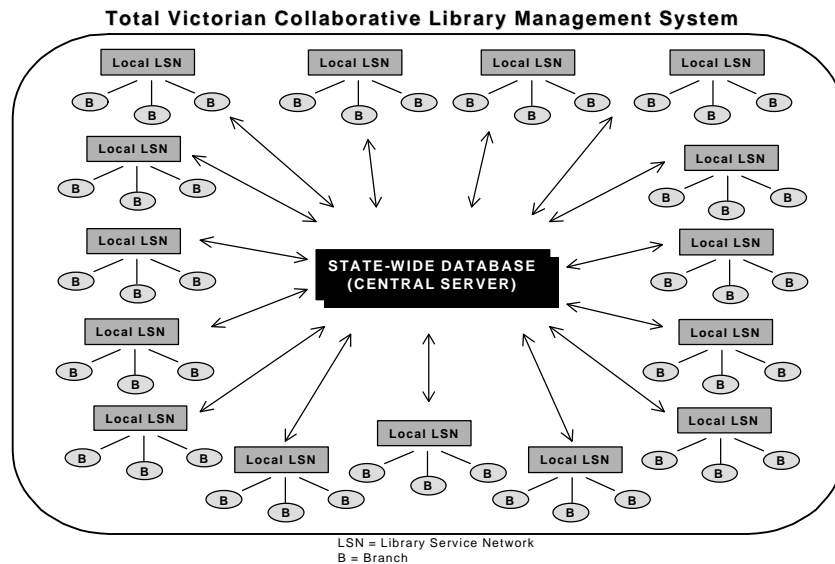 Total Victorian Collaborative Library Management System
Local LSN
B B B
Local LSN
B B B
Local LSN
B B B
Local LSN
B B B
Local LSN
B B B
Local LSN
B B B
Local LSN
B B B
Local LSN
B B B
STATE-WIDE DATABASE
(CENTRAL SERVER)
Local LSN
B B B
Local LSN
B B B
Local LSN
B B B
Local LSN
B B B
Local LSN
B B B
Local LSN
B B B
Local LSN
B B B
LSN = Library Service Network
B = Branch